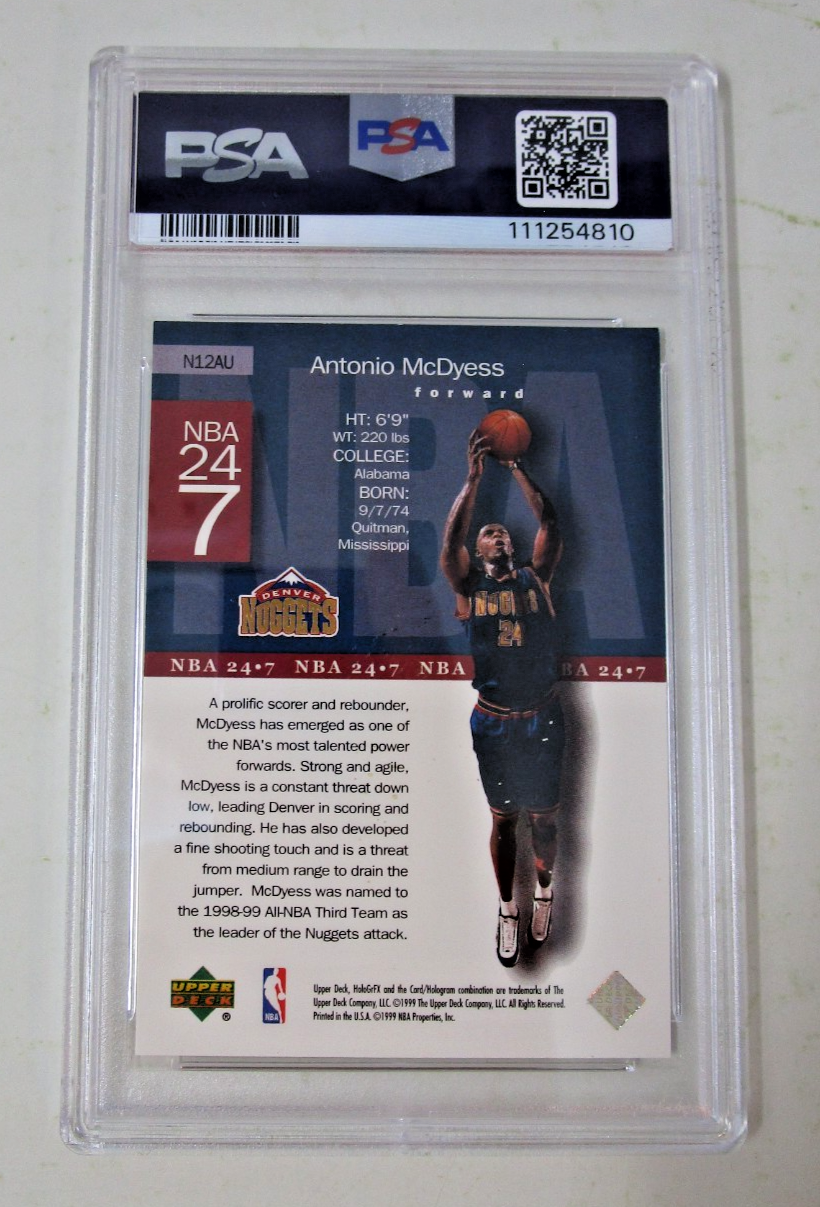 PSA
PSA
111254810
N12AU
Antonio McDyess
forward
NBA
24
7
HT: 6'9"
WT: 220 lbs
COLLEGE:
Alabama
BORN:
9/7/74
Quitman,
Mississippi
NBA
DENVER
NUGGETS
NUGGETS
24
NBA 24•7 NBA 24•7 NBA BA 24•7
A prolific scorer and rebounder,
McDyess has emerged as one of
the NBA's most talented power
forwards. Strong and agile,
McDyess is a constant threat down
low, leading Denver in scoring and
rebounding. He has also developed
a fine shooting touch and is a threat
from medium range to drain the
jumper. McDyess was named to
the 1998-99 All-NBA Third Team as
the leader of the Nuggets attack.
UPPER
DECK
®
NBA
Upper Deck, HoloGrFX and the Card/Hologram combination are trademarks of The
Upper Deck Company, LLC. ©1999 The Upper Deck Company, LLC. All Rights Reserved.
Printed in the U.S.A. ©1999 NBA Properties, Inc.